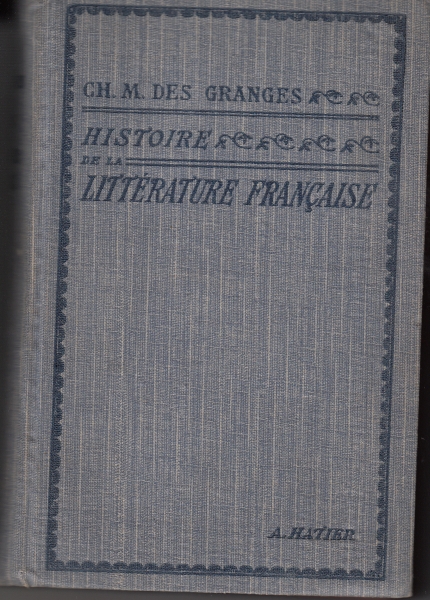 CH. M. DES GRANGES
HISTOIRE
DE LA
LITTÉRATURE FRANÇAISE
A. HATIER